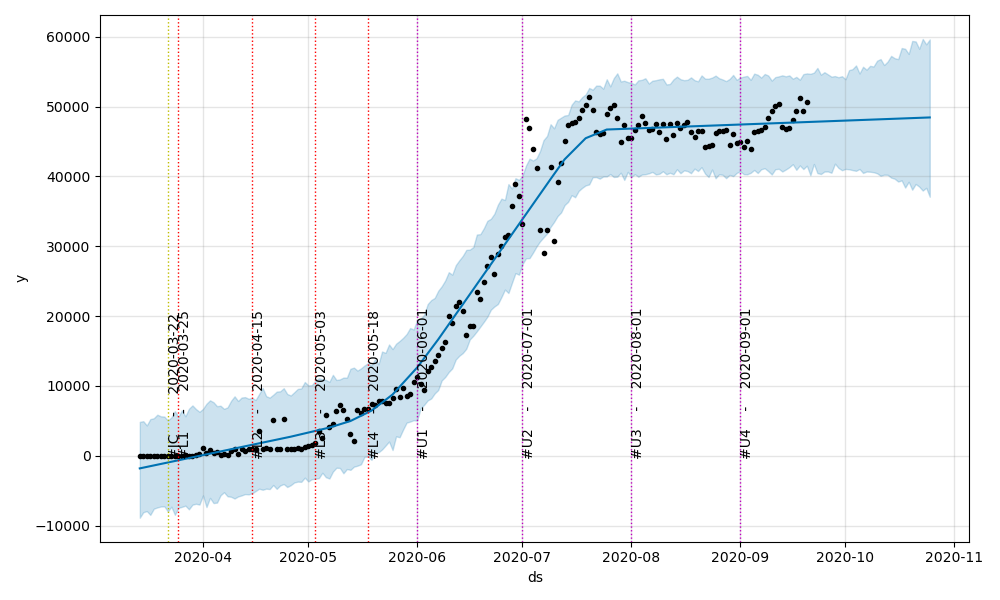 60000
50000
40000
30000
20000
10000
0
−10000
y
#JC - 2020-03-22
#L1 - 2020-03-25
#L2 - 2020-04-15
#L3 - 2020-05-03
#L4 - 2020-05-18
#U1 - 2020-06-01
#U2 - 2020-07-01
#U3 - 2020-08-01
#U4 - 2020-09-01
2020-04
2020-05
2020-06
2020-07
2020-08
2020-09
2020-10
2020-11
ds